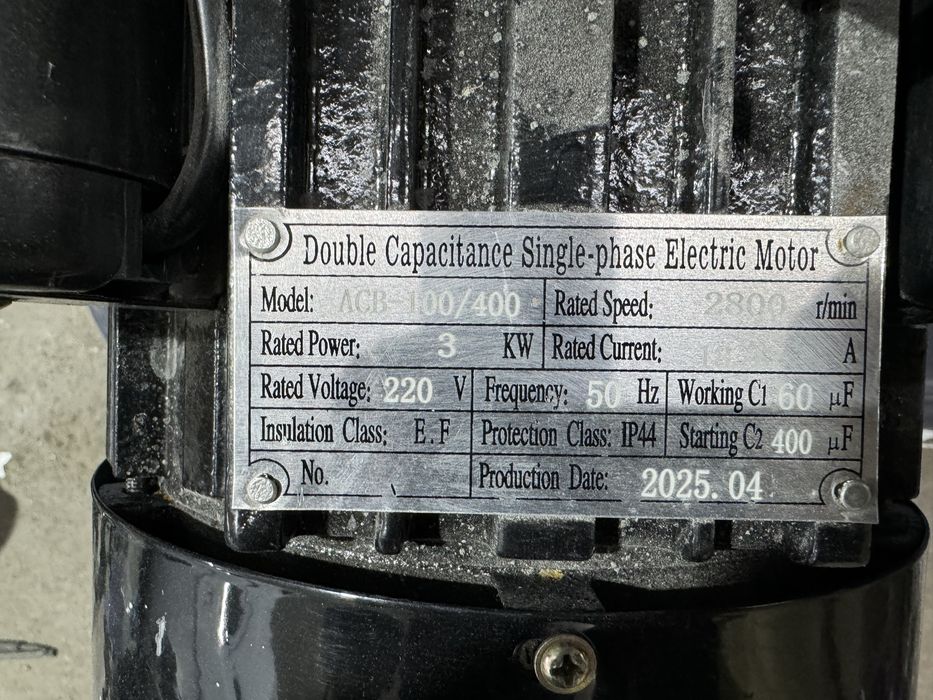 Double Capacitance Single-phase Electric Motor
Model: ACB-100/400 Rated Speed: 2800 r/min
Rated Power: 3 KW Rated Current: A
Rated Voltage: 220 V Frequency: 50 Hz Working C1 60 μF
Insulation Class: E.F Protection Class: IP44 Starting C2 400 μF
No. Production Date: 2025.04